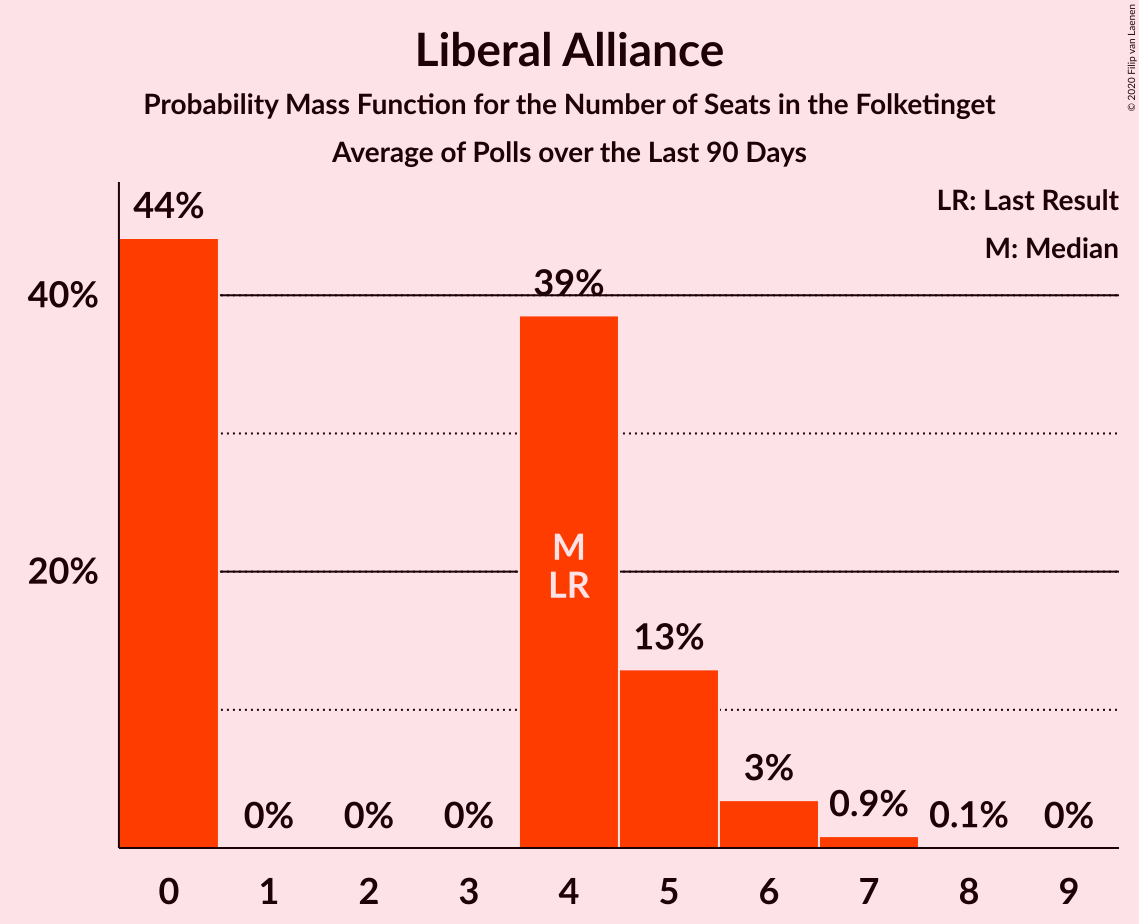 Liberal Alliance
Probability Mass Function for the Number of Seats in the Folketinget
Average of Polls over the Last 90 Days
© 2020 Filip van Laenen
LR: Last Result
M: Median
44%
39%
40%
M
LR
20%
13%
3%
0.9%
0% 0% 0% 0.1% 0%
0 1 2 3 4 5 6 7 8 9